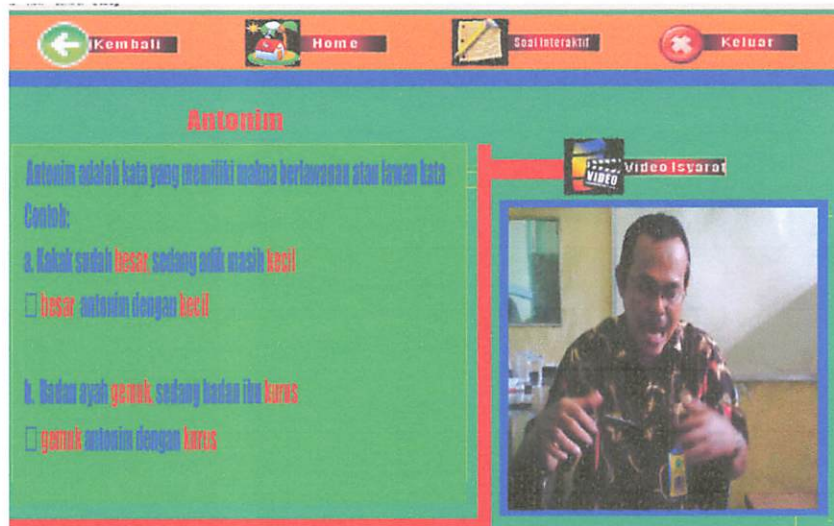 Kembali
Home
Soal Interaktif
Keluar
Antonim
Video Isyarat
VIDEO
Antonim adalah kata yang memiliki makna berlawanan atau lawan kata
Contoh:
a. Kakak sudah besar sedang adik masih kecil
besar antonim dengan kecil
b. Badan ayah gemuk sedang badan ibu kurus
gemuk antonim dengan kurus